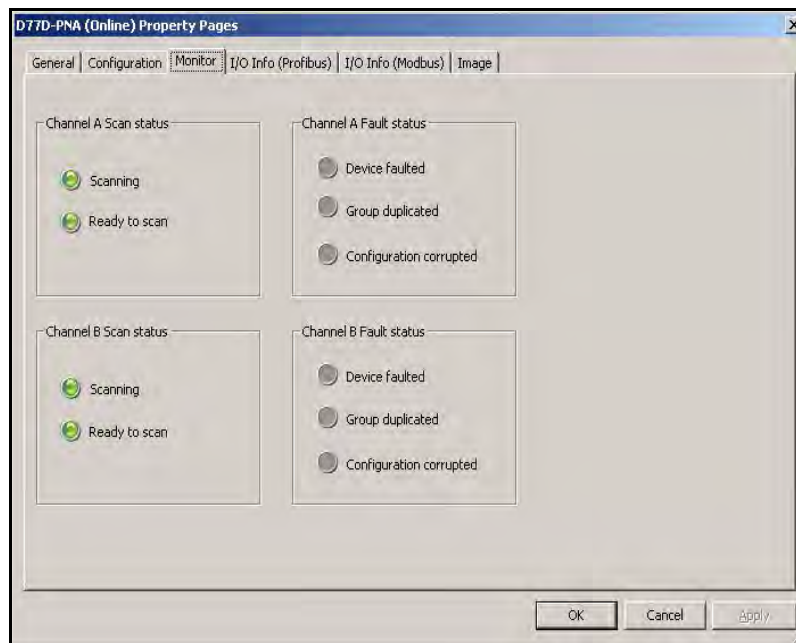 D77D-PNA (Online) Property Pages
General Configuration Monitor I/O Info (Profibus) I/O Info (Modbus) Image
Channel A Scan status
Scanning
Ready to scan
Channel A Fault status
Device faulted
Group duplicated
Configuration corrupted
Channel B Scan status
Scanning
Ready to scan
Channel B Fault status
Device faulted
Group duplicated
Configuration corrupted
OK Cancel Apply